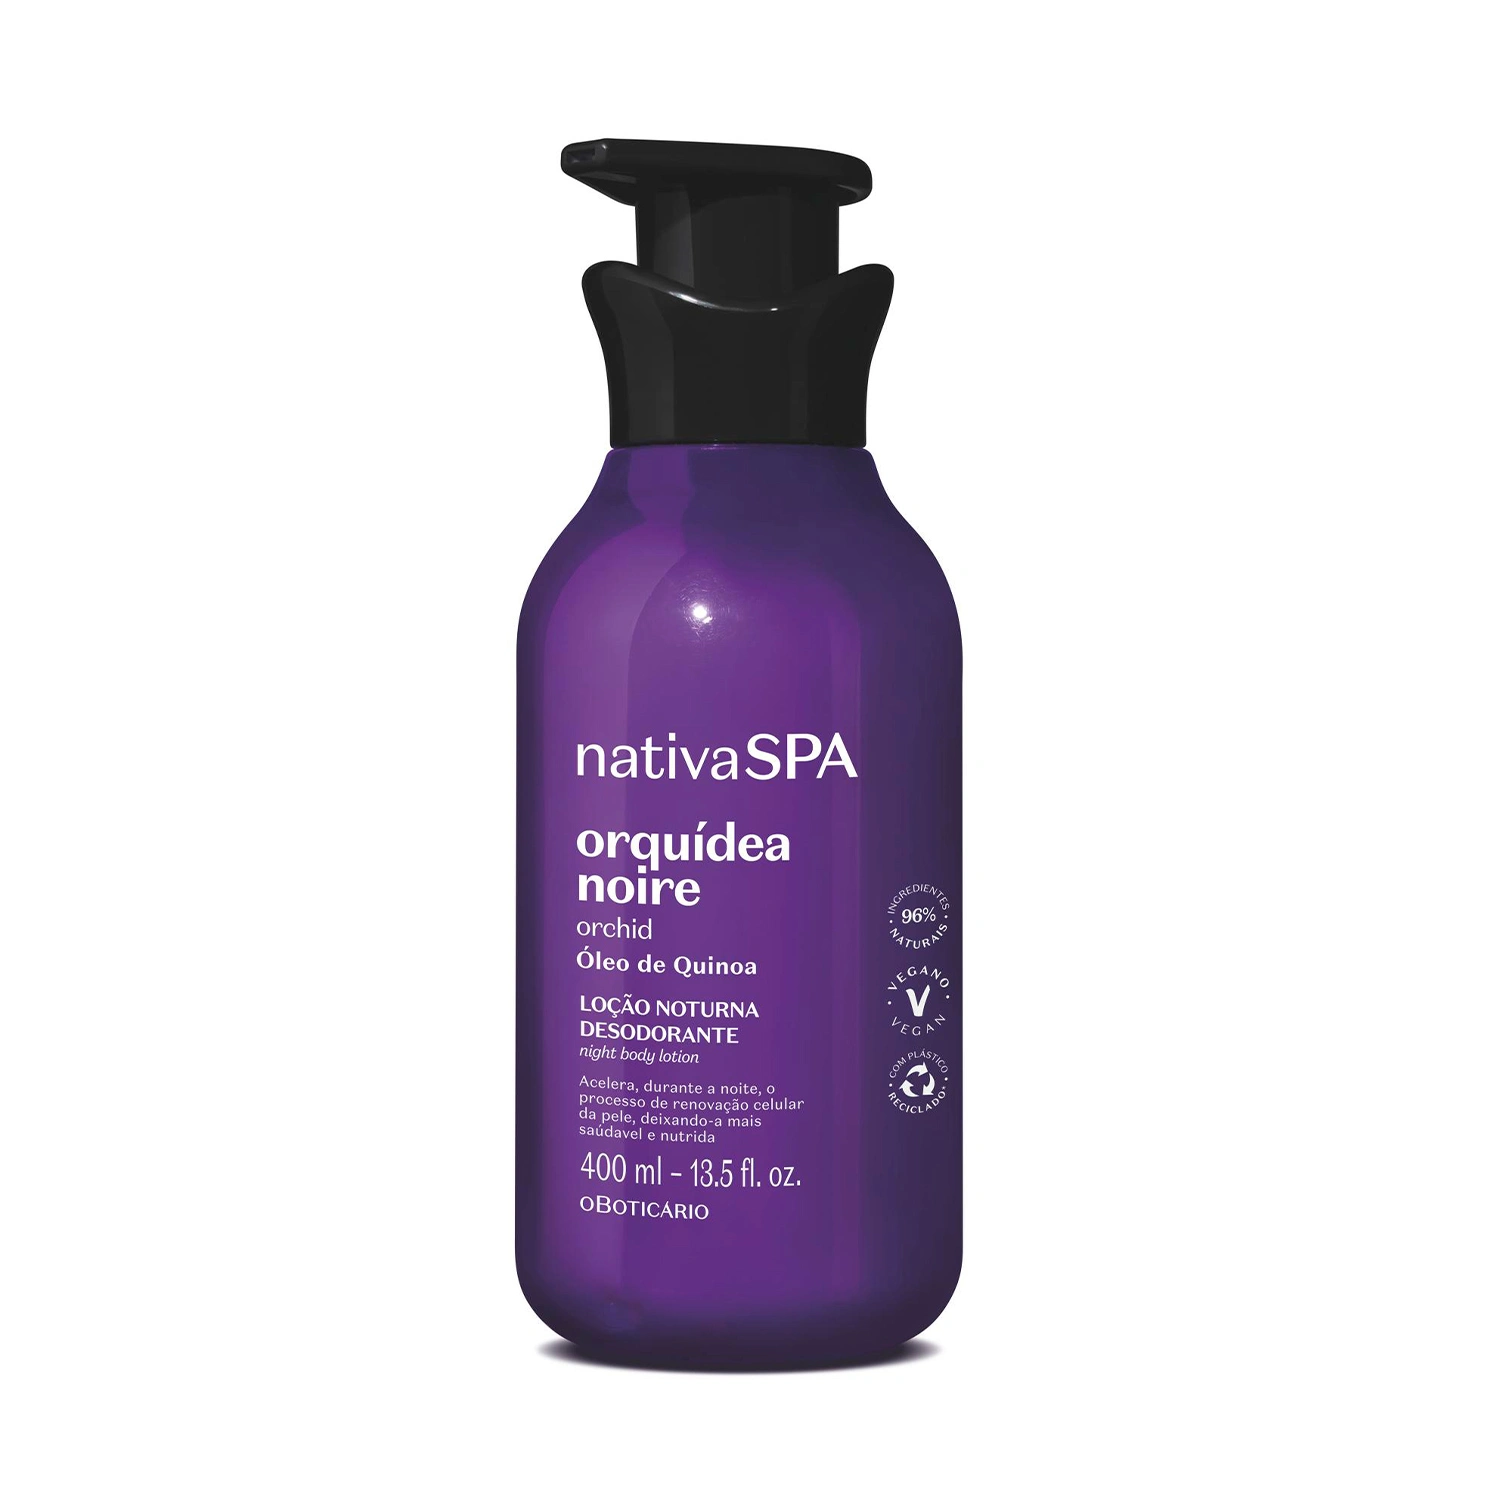 nativaSPA
orquídea
noire
orchid
Óleo de Quinoa
LOÇÃO NOTURNA
DESODORANTE
night body lotion
Acelera, durante a noite, o
processo de renovação celular
da pele, deixando-a mais
saúdavel e nutrida
400 ml - 13.5 fl. oz.
oBOTICÁRIO
INGREDIENTES
96%
NATURAIS
VEGANO
V
VEGAN
COM PLÁSTICO
RECICLADO